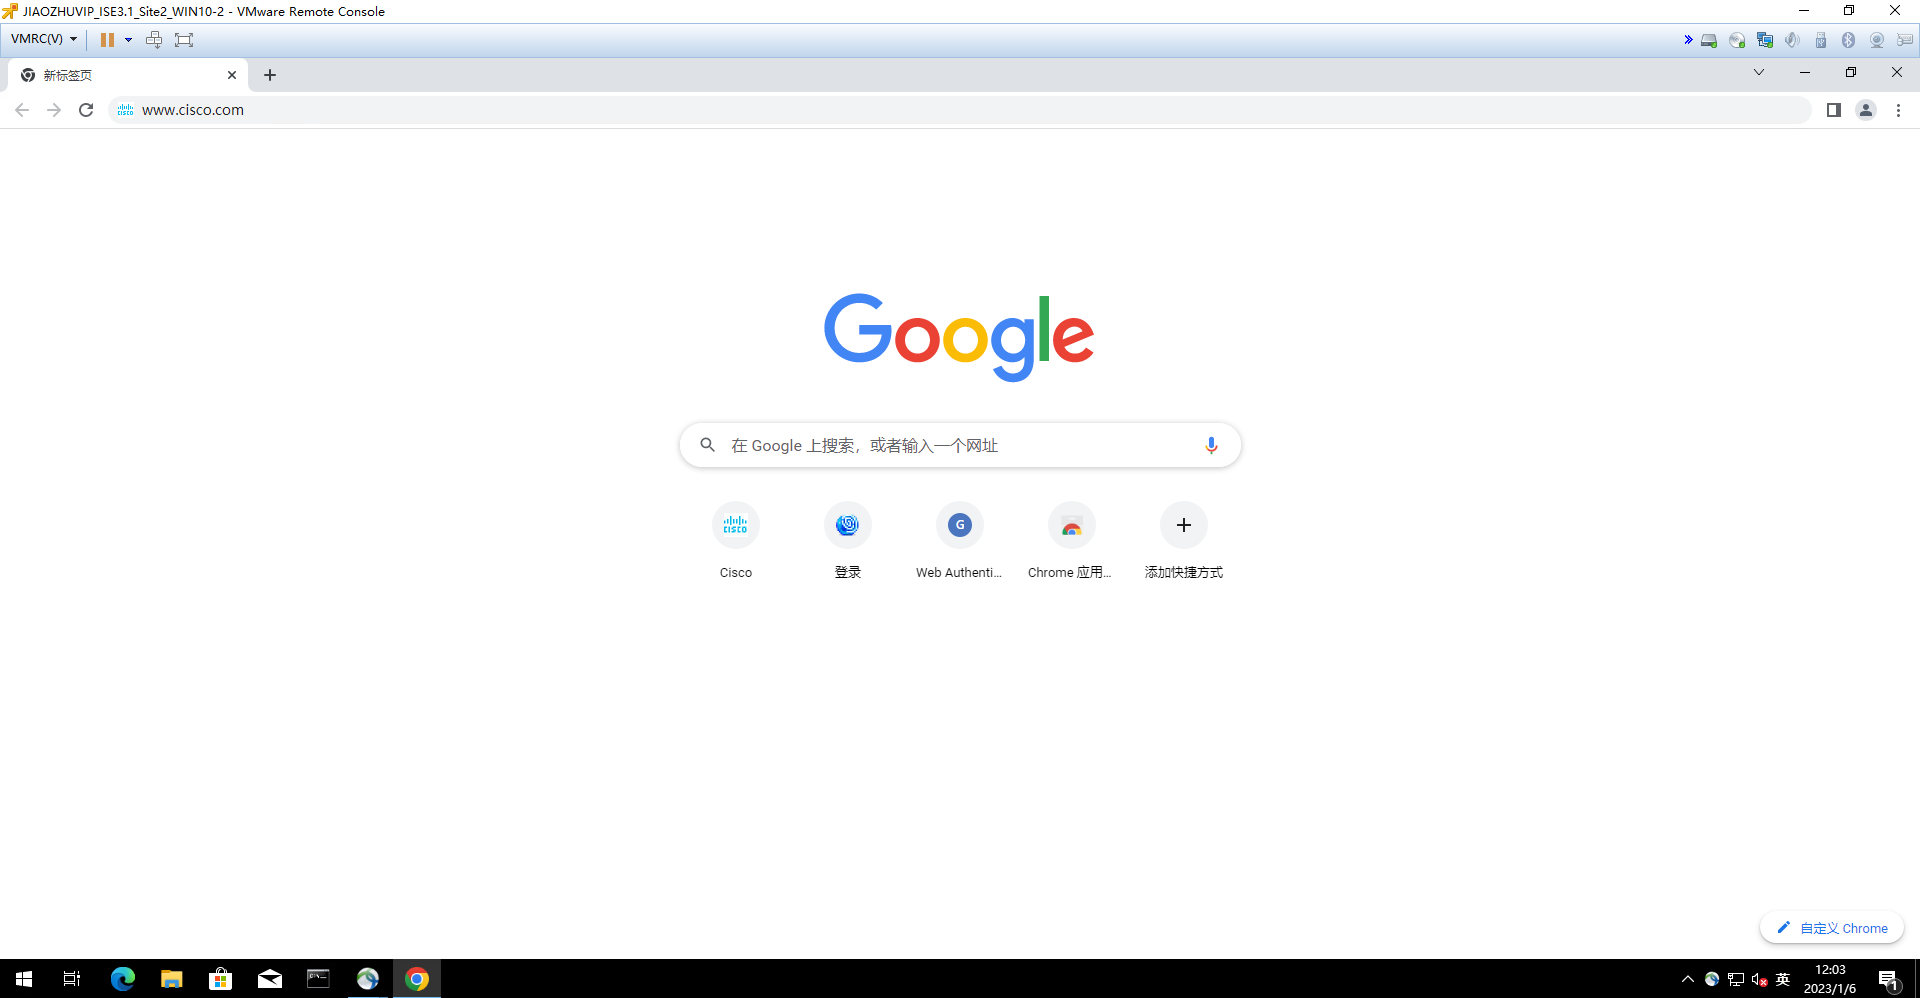 JIAOZHUVIP_ISE3.1_Site2_WIN10-2 - VMware Remote Console
VMRC(V)
新标签页
www.cisco.com
Google
在 Google 上搜索，或者输入一个网址
CISCO
G
Cisco
登录
Web Authenti...
Chrome 应用...
添加快捷方式
自定义 Chrome
英
12:03
2023/1/6
1